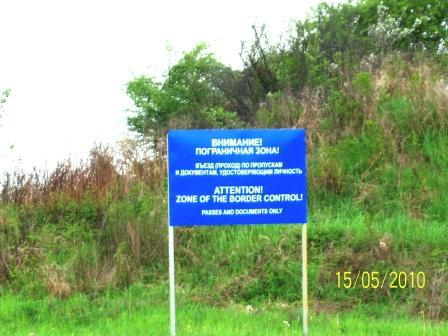 ВНИМАНИЕ!
ПОГРАНИЧНАЯ ЗОНА!
ВЪЕЗД (ПРОХОД) ПО ПРОПУСКАМ
И ДОКУМЕНТАМ, УДОСТОВЕРЯЮЩИМ ЛИЧНОСТЬ
ATTENTION!
ZONE OF THE BORDER CONTROL!
PASSES AND DOCUMENTS ONLY
15/05/2010